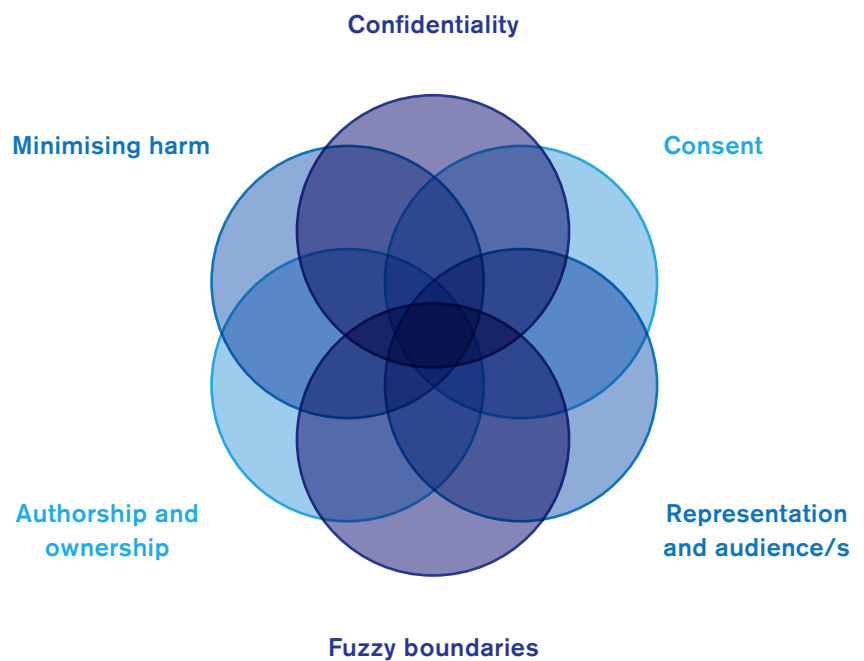 Confidentiality
Minimising harm
Consent
Authorship and
ownership
Representation
and audience/s
Fuzzy boundaries